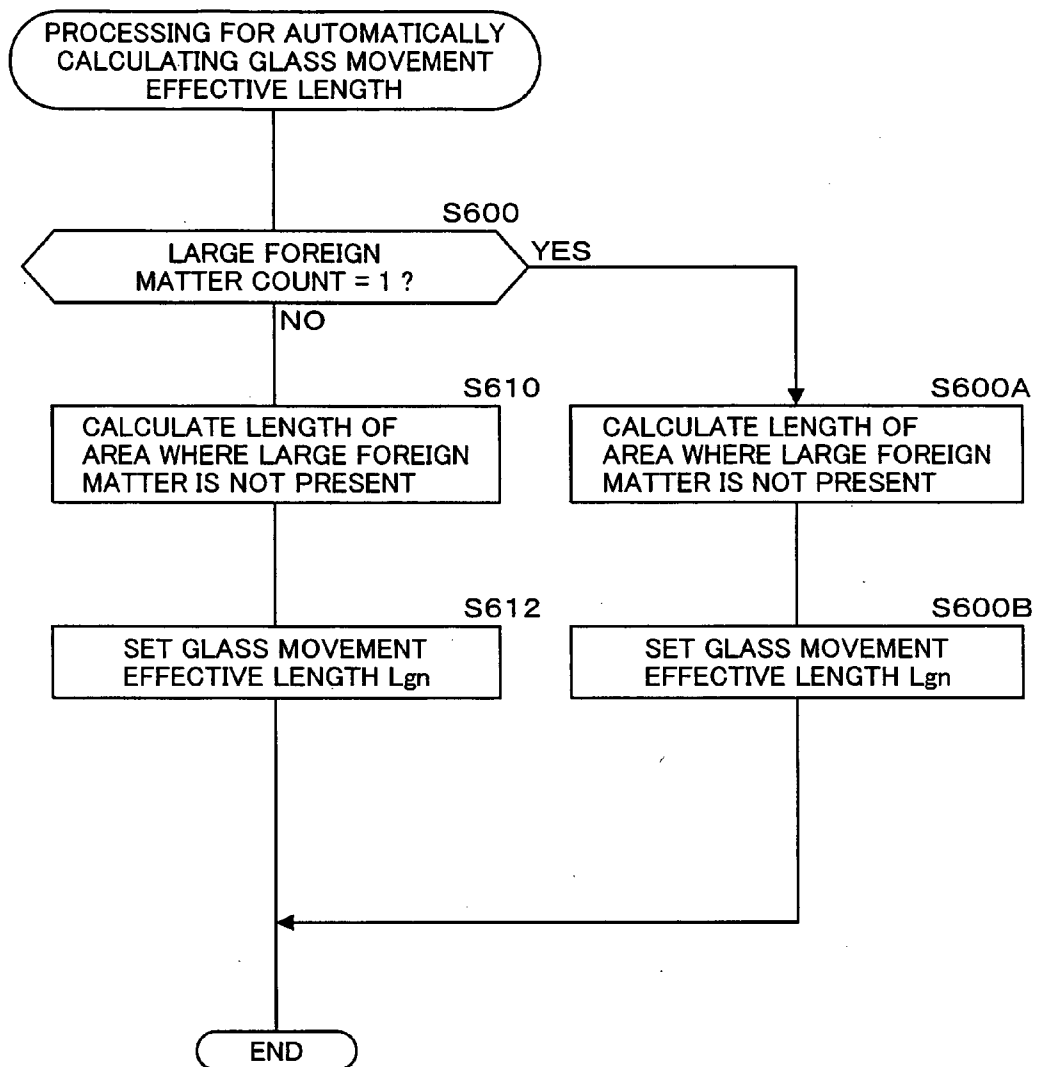 PROCESSING FOR AUTOMATICALLY
CALCULATING GLASS MOVEMENT
EFFECTIVE LENGTH
S600
LARGE FOREIGN
MATTER COUNT = 1 ?
YES
NO
S610
CALCULATE LENGTH OF
AREA WHERE LARGE FOREIGN
MATTER IS NOT PRESENT
S600A
CALCULATE LENGTH OF
AREA WHERE LARGE FOREIGN
MATTER IS NOT PRESENT
S612
SET GLASS MOVEMENT
EFFECTIVE LENGTH Lgn
S600B
SET GLASS MOVEMENT
EFFECTIVE LENGTH Lgn
END